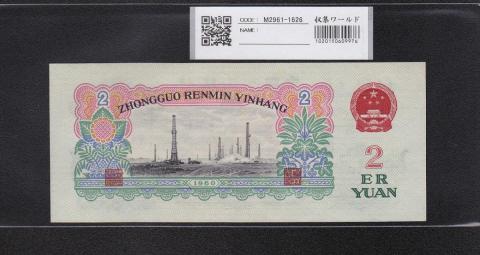 CODE: M2961-1626
収集ワールド
NAME:
1020190609976
2
2
ZHONGGUO RENMIN YINHANG
1960
2
ER
YUAN